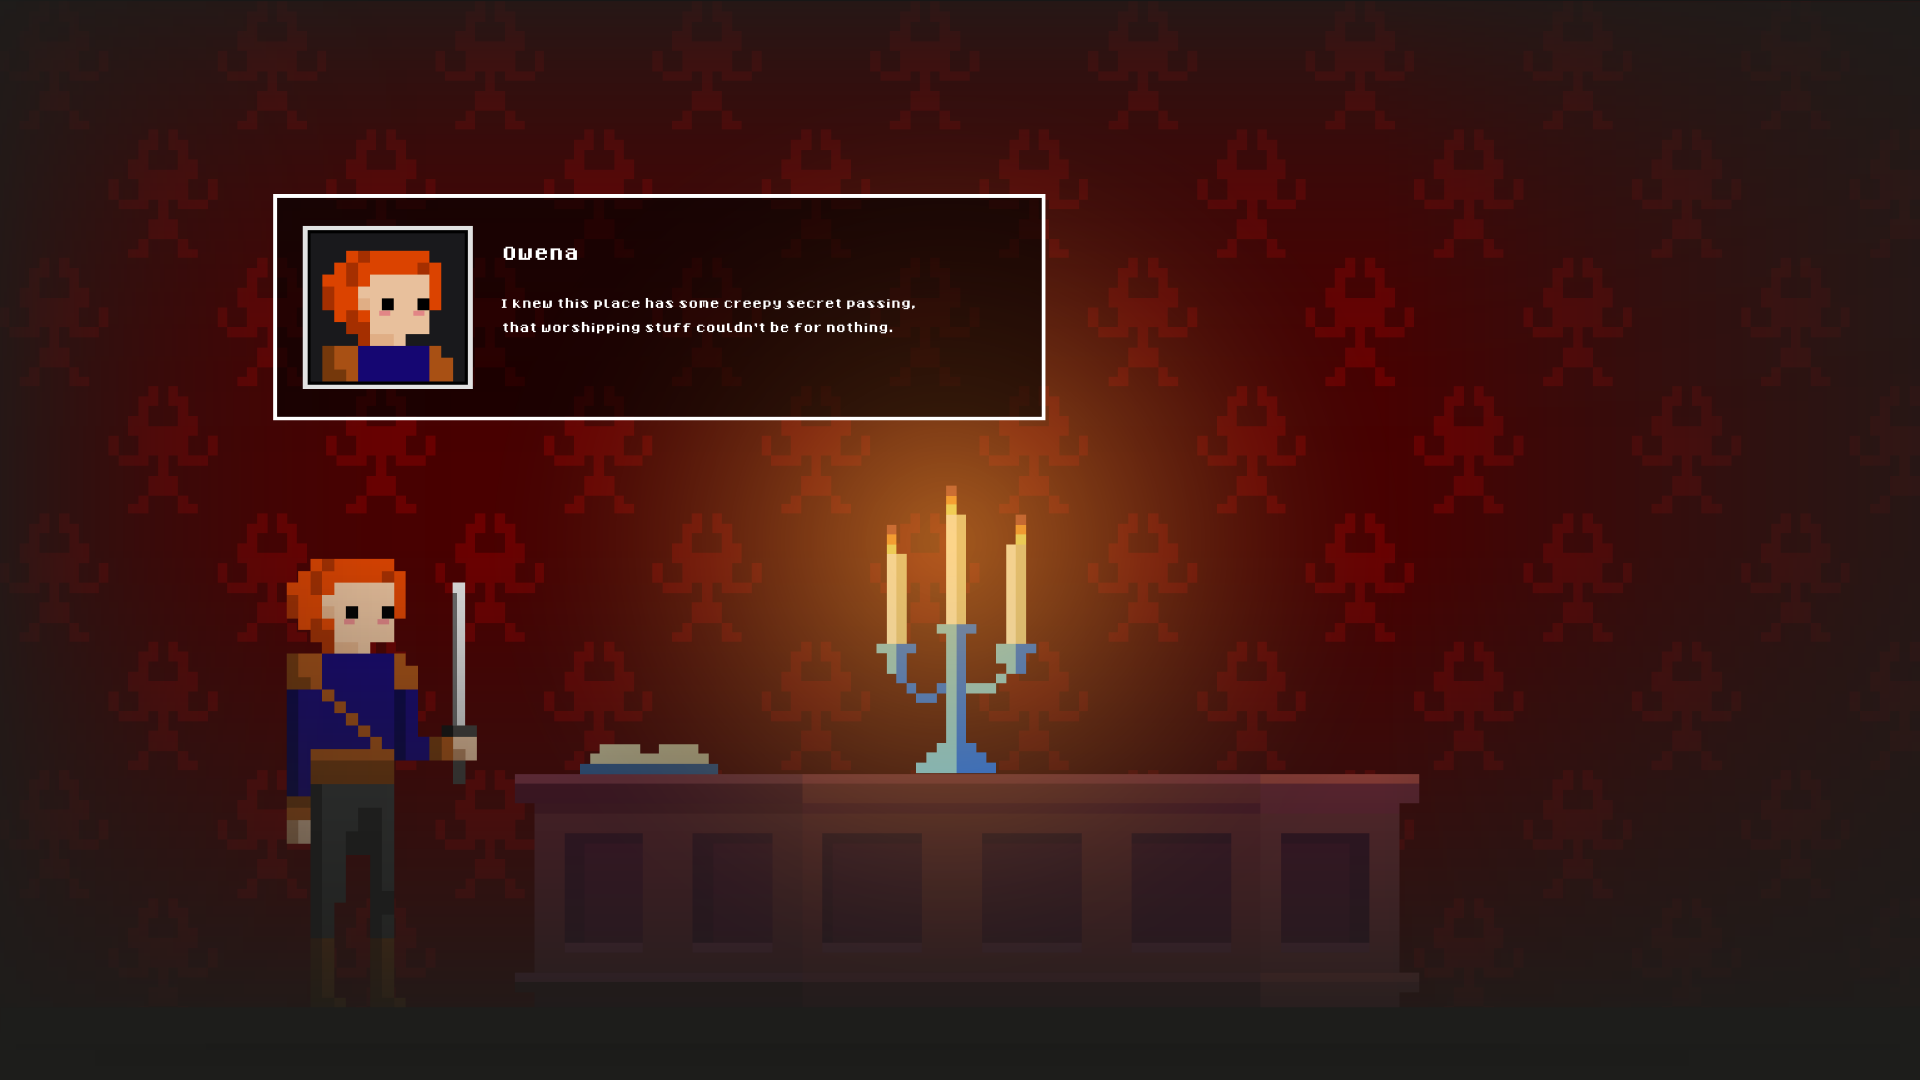 Owena
I knew this place has some creepy secret passing,
that worshipping stuff couldn't be for nothing.